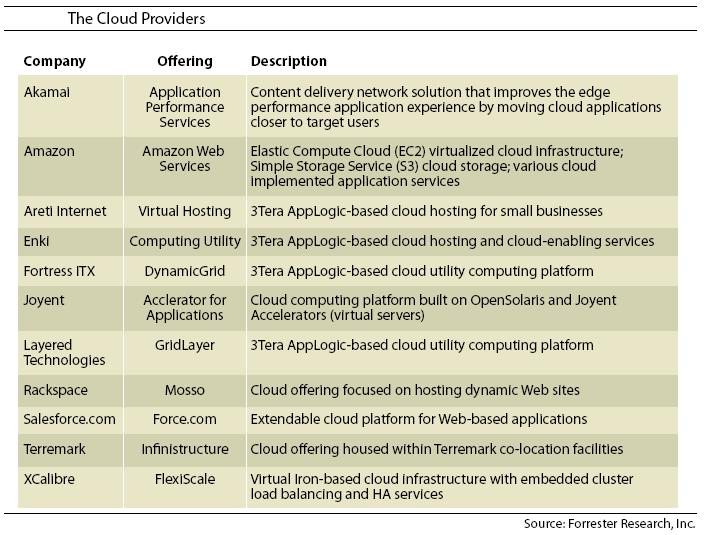 The Cloud Providers
Company Offering Description
Akamai
Application
Performance
Services
Content delivery network solution that improves the edge
performance application experience by moving cloud applications
closer to target users
Amazon
Amazon Web
Services
Elastic Compute Cloud (EC2) virtualized cloud infrastructure;
Simple Storage Service (S3) cloud storage; various cloud
implemented application services
Areti Internet Virtual Hosting 3Tera AppLogic-based cloud hosting for small businesses
Enki Computing Utility 3Tera AppLogic-based cloud hosting and cloud-enabling services
Fortress ITX DynamicGrid 3Tera AppLogic-based cloud utility computing platform
Joyent
Acclerator for
Applications
Cloud computing platform built on OpenSolaris and Joyent
Accelerators (virtual servers)
Layered
Technologies
GridLayer
3Tera AppLogic-based cloud utility computing platform
Rackspace Mosso Cloud offering focused on hosting dynamic Web sites
Salesforce.com Force.com Extendable cloud platform for Web-based applications
Terremark Infinistructure Cloud offering housed within Terremark co-location facilities
XCalibre
FlexiScale
Virtual Iron-based cloud infrastructure with embedded cluster
load balancing and HA services
Source: Forrester Research, Inc.